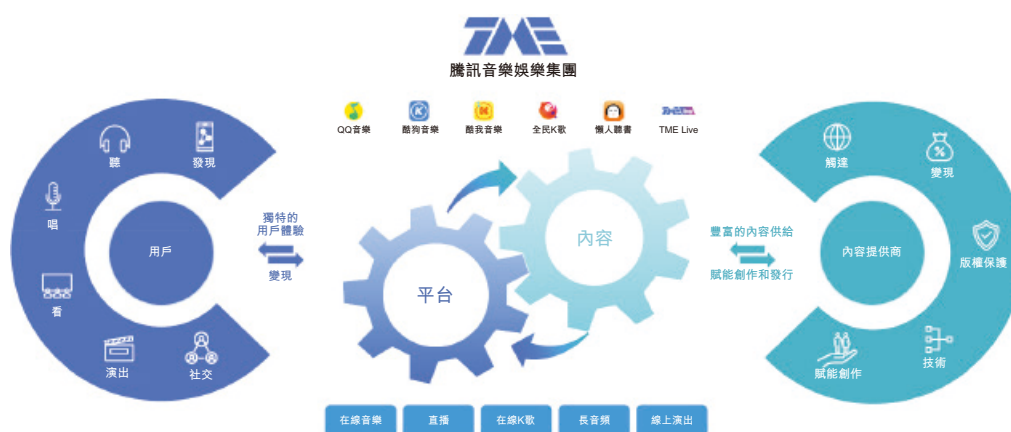 TME
騰訊音樂娛樂集團
QQ音樂
酷狗音樂
酷我音樂
全民K歌
懶人聽書
TME Live
發現
聽
唱
看
演出
社交
用戶
獨特的
用戶體驗
變現
平台
內容
豐富的內容供給
賦能創作和發行
內容提供商
觸達
變現
版權保護
技術
賦能創作
在線音樂
直播
在線K歌
長音頻
線上演出